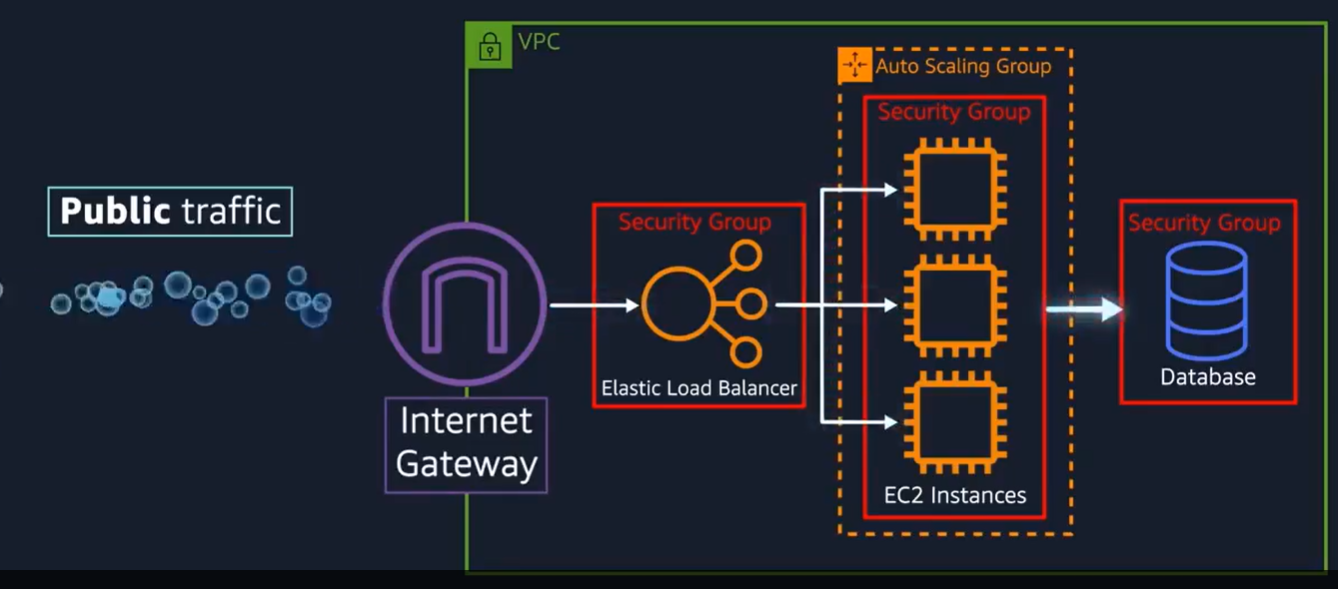 VPC
Auto Scaling Group
Security Group
Public traffic
Security Group
Security Group
Elastic Load Balancer
Database
Internet
Gateway
EC2 Instances